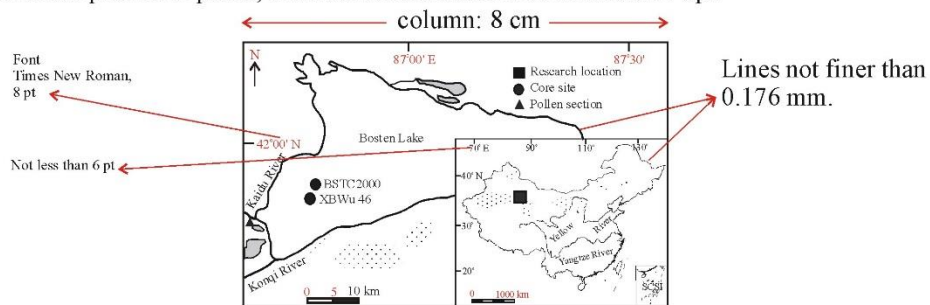 column: 8 cm
Font
Times New Roman,
8 pt
Not less than 6 pt
Lines not finer than
0.176 mm.
N
87°00' E
87°30'
Research location
Core site
Pollen section
42°00' N
Bosten Lake
Kaidu River
BSTC2000
XBWu 46
Konqi River
0 5 10 km
70° E
90°
110°
130°
40° N
30°
20°
Yellow River
Yangtze River
SCSI
0 1000 km